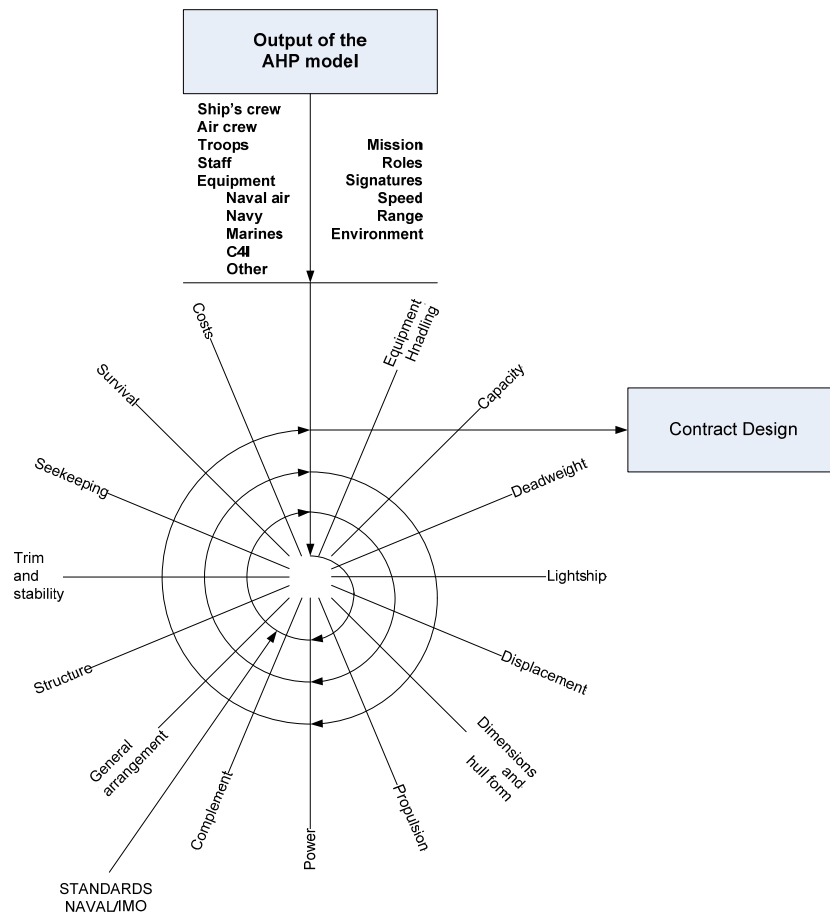 Output of the
AHP model
Ship's crew
Air crew
Troops
Staff
Equipment
Naval air
Navy
Marines
C4I
Other
Mission
Roles
Signatures
Speed
Range
Environment
Costs
Equipment
Hnadling
Survival
Capacity
Contract Design
Seekeeping
Deadweight
Trim
and
stability
Lightship
Structure
Displacement
General
arrangement
Dimensions
and
hull form
Complement
Propulsion
Power
STANDARDS
NAVAL/IMO